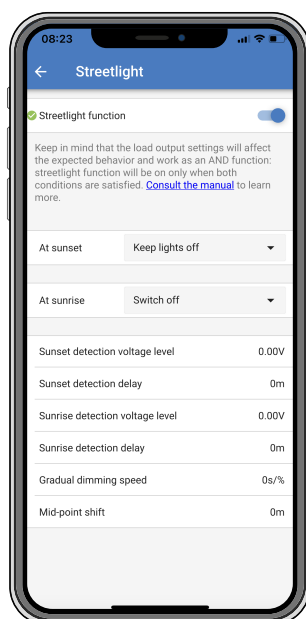 08:23
Streetlight
Streetlight function
Keep in mind that the load output settings will affect
the expected behavior and work as an AND function:
streetlight function will be on only when both
conditions are satisfied. Consult the manual to learn
more.
At sunset Keep lights off
At sunrise Switch off
Sunset detection voltage level 0.00V
Sunset detection delay 0m
Sunrise detection voltage level 0.00V
Sunrise detection delay 0m
Gradual dimming speed 0s/%
Mid-point shift 0m